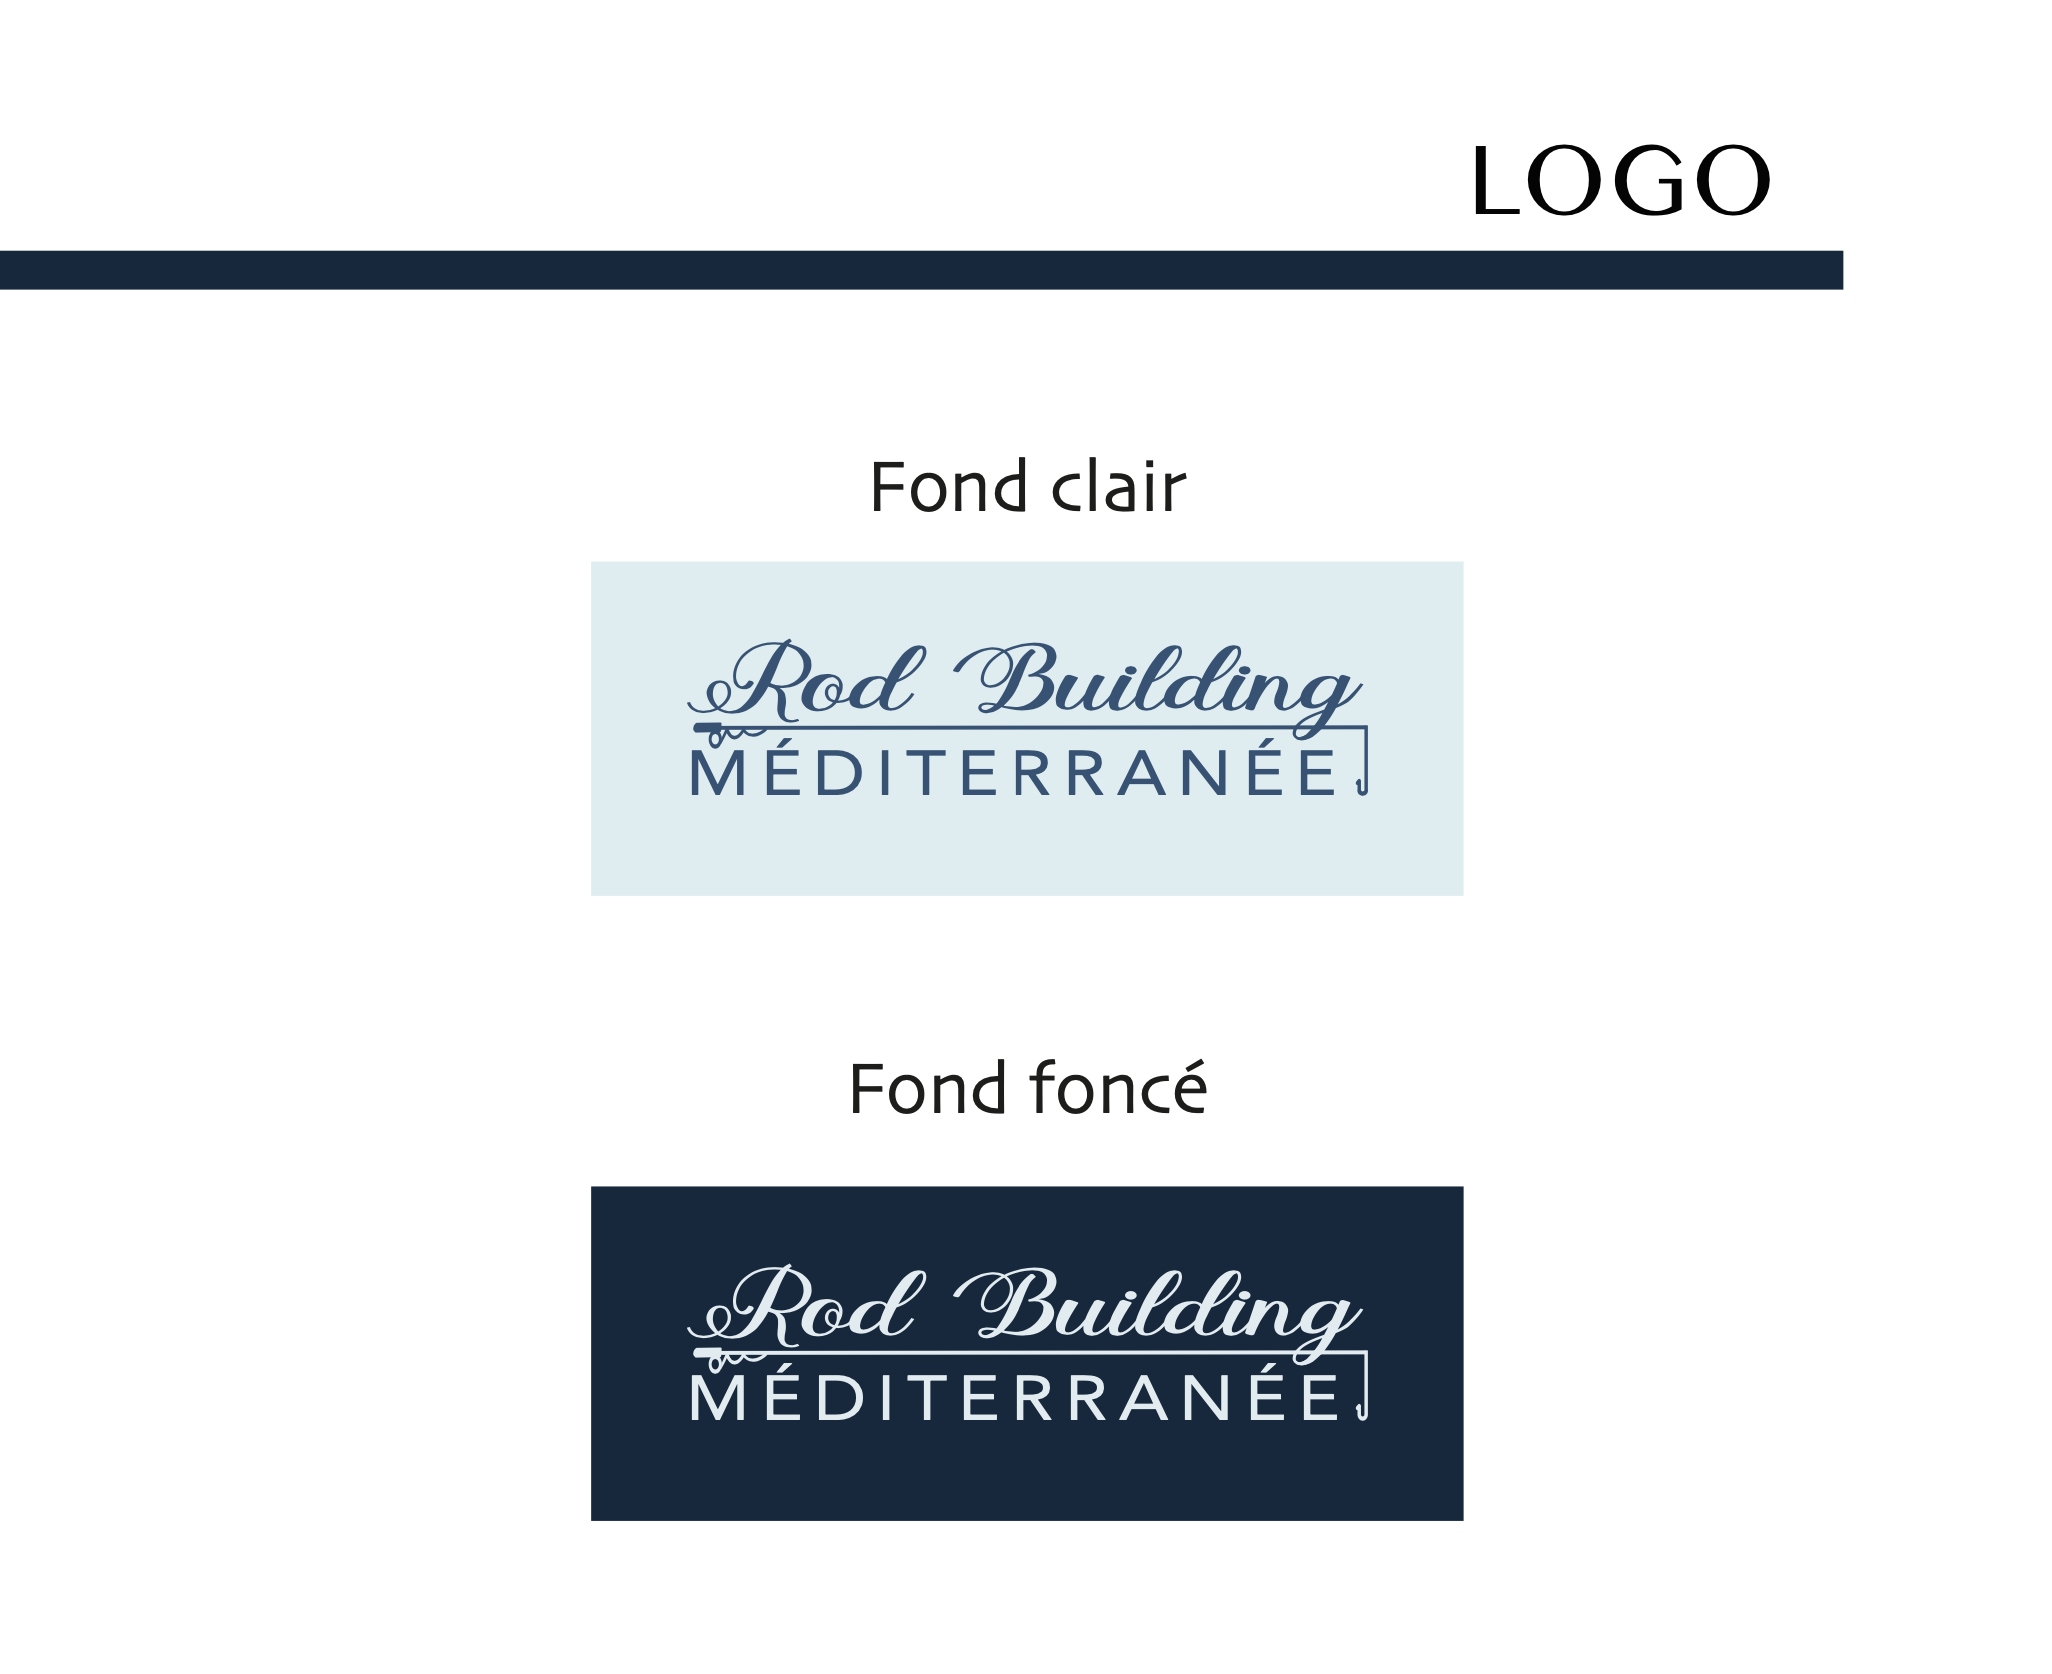 LOGO
Fond clair
Rod Building
MÉDITERRANÉE
Fond foncé
Rod Building
MÉDITERRANÉE